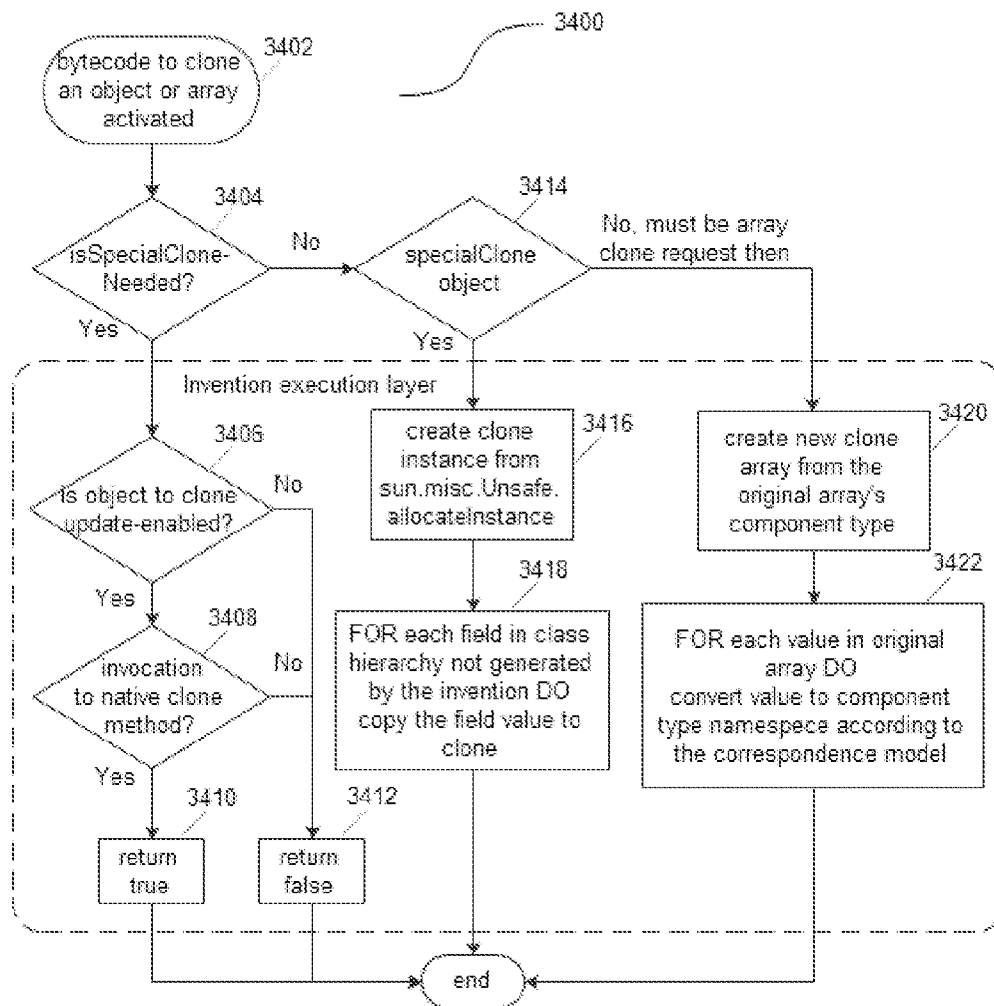 3400
3402
bytecode to clone
an object or array
activated
3404
isSpecialClone-
Needed?
No
Yes
3414
specialClone
object
No, must be array
clone request then
Yes
Invention execution layer
3406
is object to clone
update-enabled?
No
Yes
3408
invocation
to native clone
method?
No
Yes
3410
return
true
3412
return
false
3416
create clone
instance from
sun.misc.Unsafe.
allocateInstance
3418
FOR each field in class
hierarchy not generated
by the invention DO
copy the field value to
clone
3420
create new clone
array from the
original array's
component type
3422
FOR each value in original
array DO
convert value to component
type namespece according to
the correspondence model
end